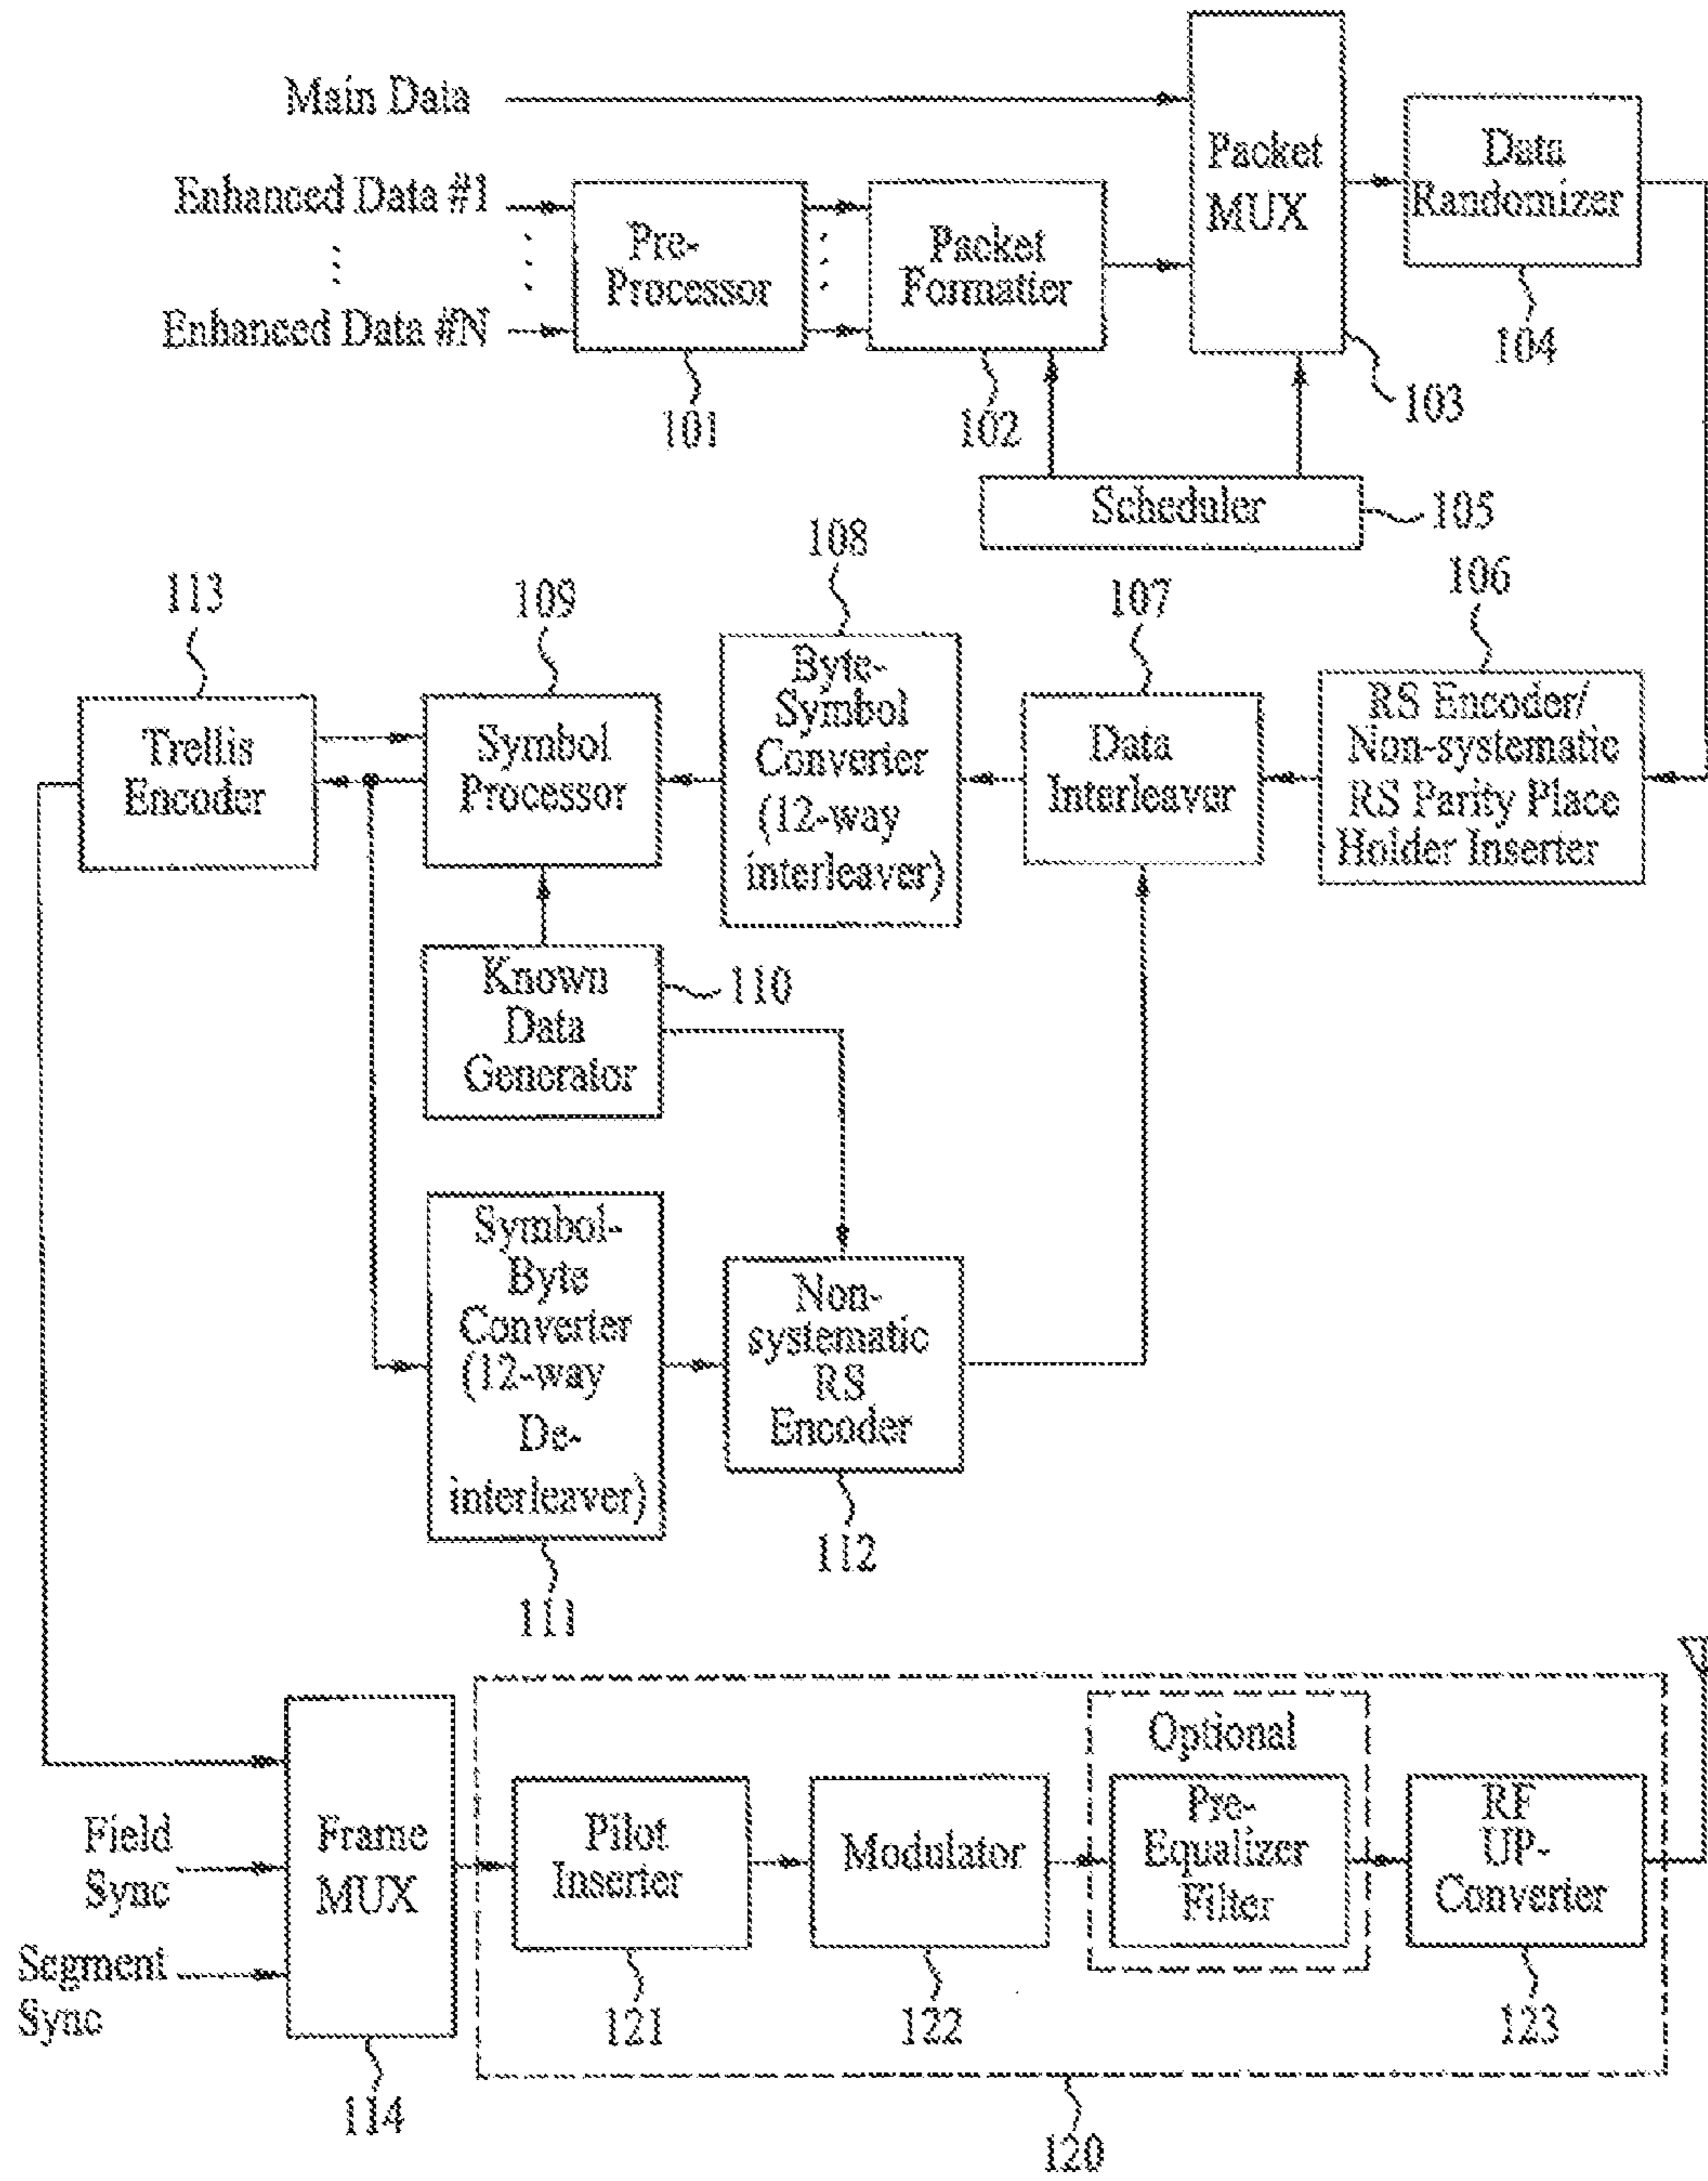 Main Data
Enhanced Data #1
Enhanced Data #N
Pre-
Processor
101
Packet
Formatter
102
Packet
MUX
103
Data
Randomizer
104
Scheduler
105
113
Trellis
Encoder
109
Symbol
Processor
108
Byte-
Symbol
Converter
(12-way
interleaver)
107
Data
Interleaver
106
RS Encoder/
Non-systematic
RS Parity Place
Holder Inserter
Known
Data
Generator
110
Symbol-
Byte
Converter
(12-way
De-
interleaver)
111
Non-
systematic
RS
Encoder
112
Field
Sync
Segment
Sync
Frame
MUX
114
Pilot
Inserter
121
Modulator
122
Optional
Pre-
Equalizer
Filter
RF
UP-
Converter
123
120